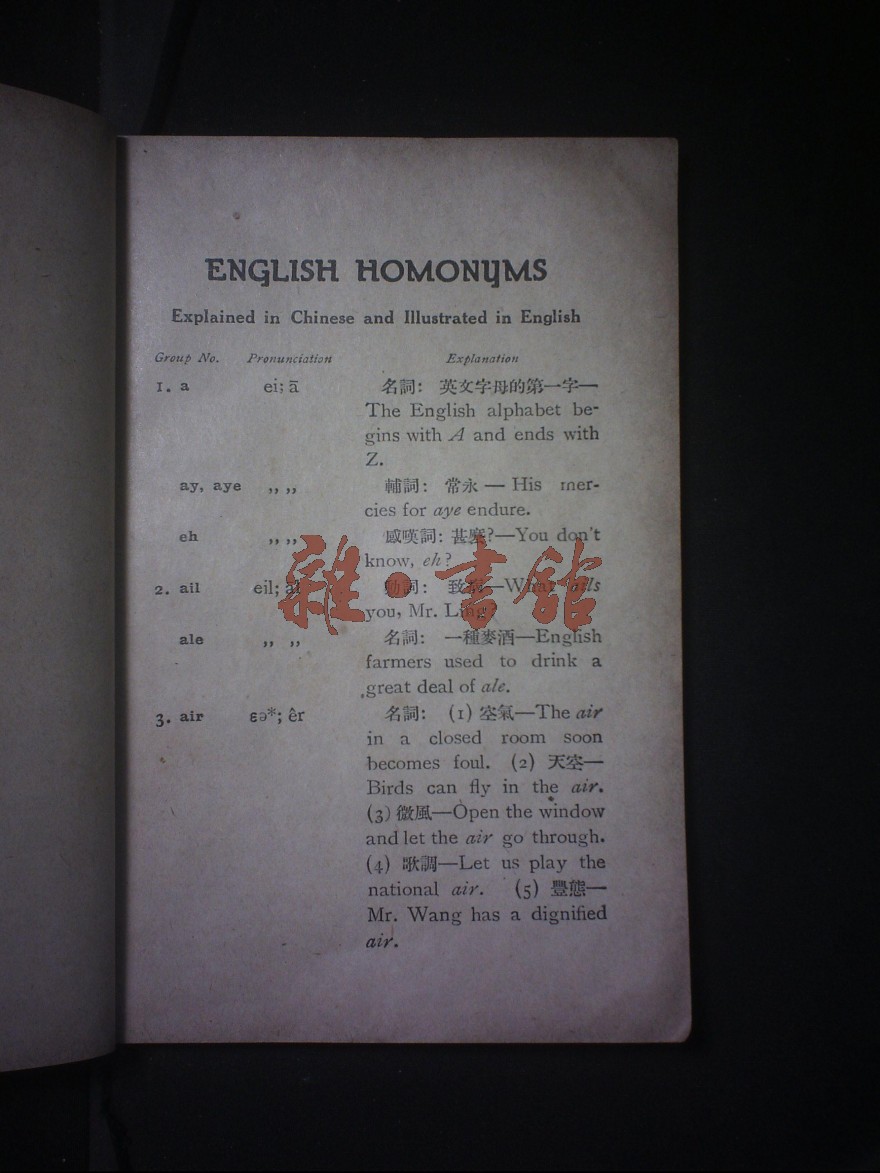 ENGLISH HOMONYMS
Explained in Chinese and Illustrated in English
Group No. Pronunciation Explanation
1. a ei; ā 名詞: 英文字母的第一字—
The English alphabet be-
gins with A and ends with
Z.
ay, aye ,, ,, 輔詞: 常永 — His mer-
cies for aye endure.
eh ,, ,, 感嘆詞: 甚麼?—You don't
know, eh?
2. ail eil; āl 動詞: 致病—What ails
you, Mr. Ling?
ale ,, ,, 名詞: 一種麥酒—English
farmers used to drink a
great deal of ale.
3. air ɛə*; êr 名詞: (1) 空氣—The air
in a closed room soon
becomes foul. (2) 天空—
Birds can fly in the air.
(3) 微風—Open the window
and let the air go through.
(4) 歌調—Let us play the
national air. (5) 豐態—
Mr. Wang has a dignified
air.
雜·書館